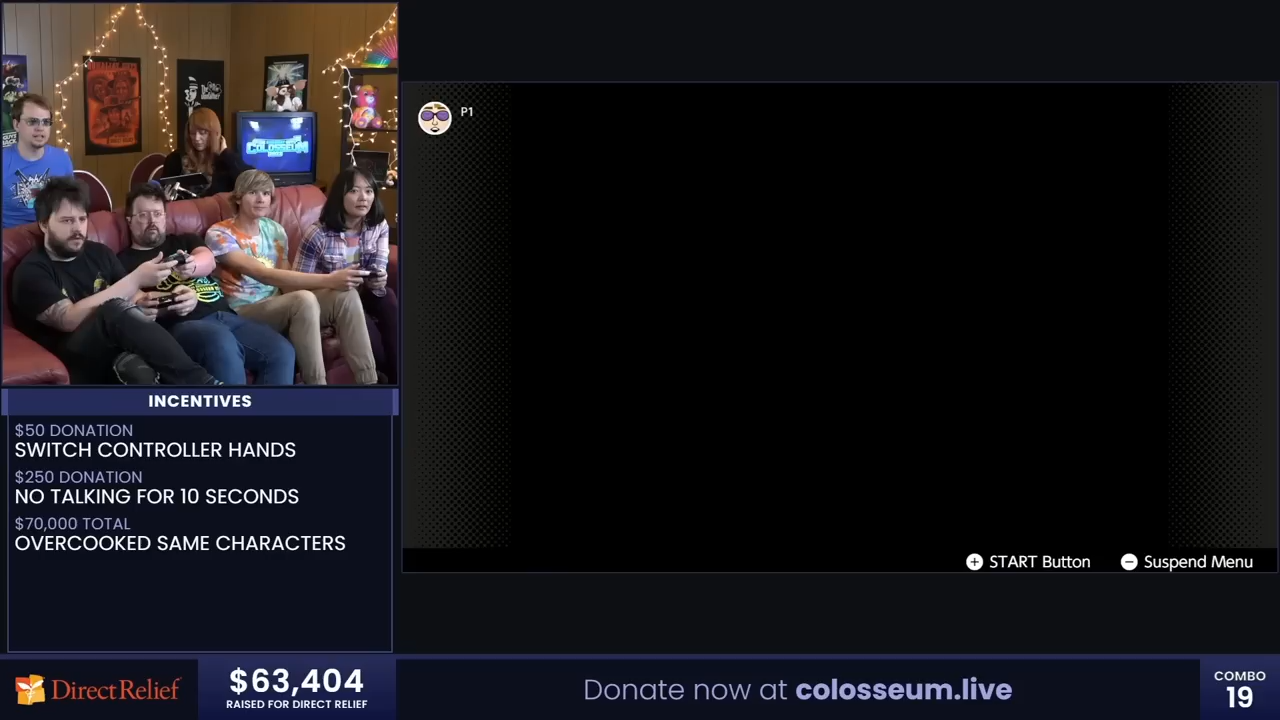 COLOSSEUM
P1
START Button
Suspend Menu
INCENTIVES
$50 DONATION
SWITCH CONTROLLER HANDS
$250 DONATION
NO TALKING FOR 10 SECONDS
$70,000 TOTAL
OVERCOOKED SAME CHARACTERS
DirectRelief
$63,404
RAISED FOR DIRECT RELIEF
Donate now at colosseum.live
COMBO
19